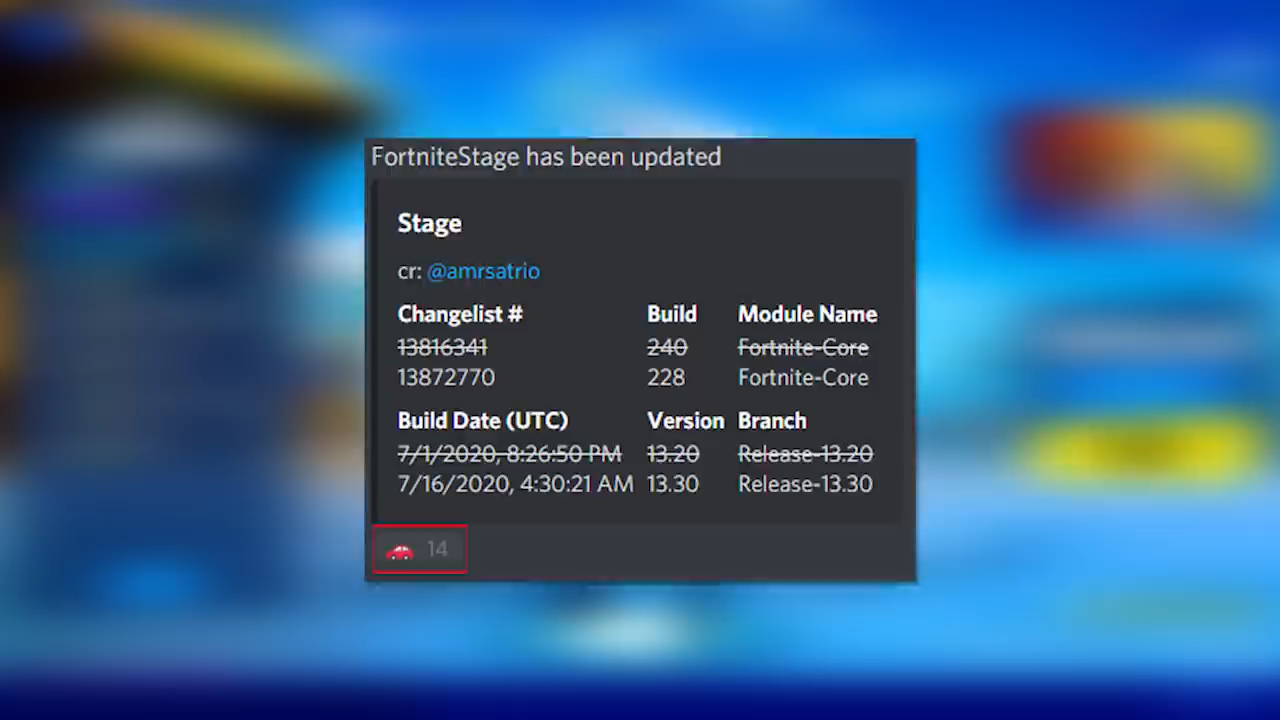 FortniteStage has been updated
Stage
cr: @amrsatrio
Changelist # Build Module Name
13816341 240 Fortnite-Core
13872770 228 Fortnite-Core
Build Date (UTC) Version Branch
7/1/2020, 8:26:50 PM 13.20 Release-13.20
7/16/2020, 4:30:21 AM 13.30 Release-13.30
14